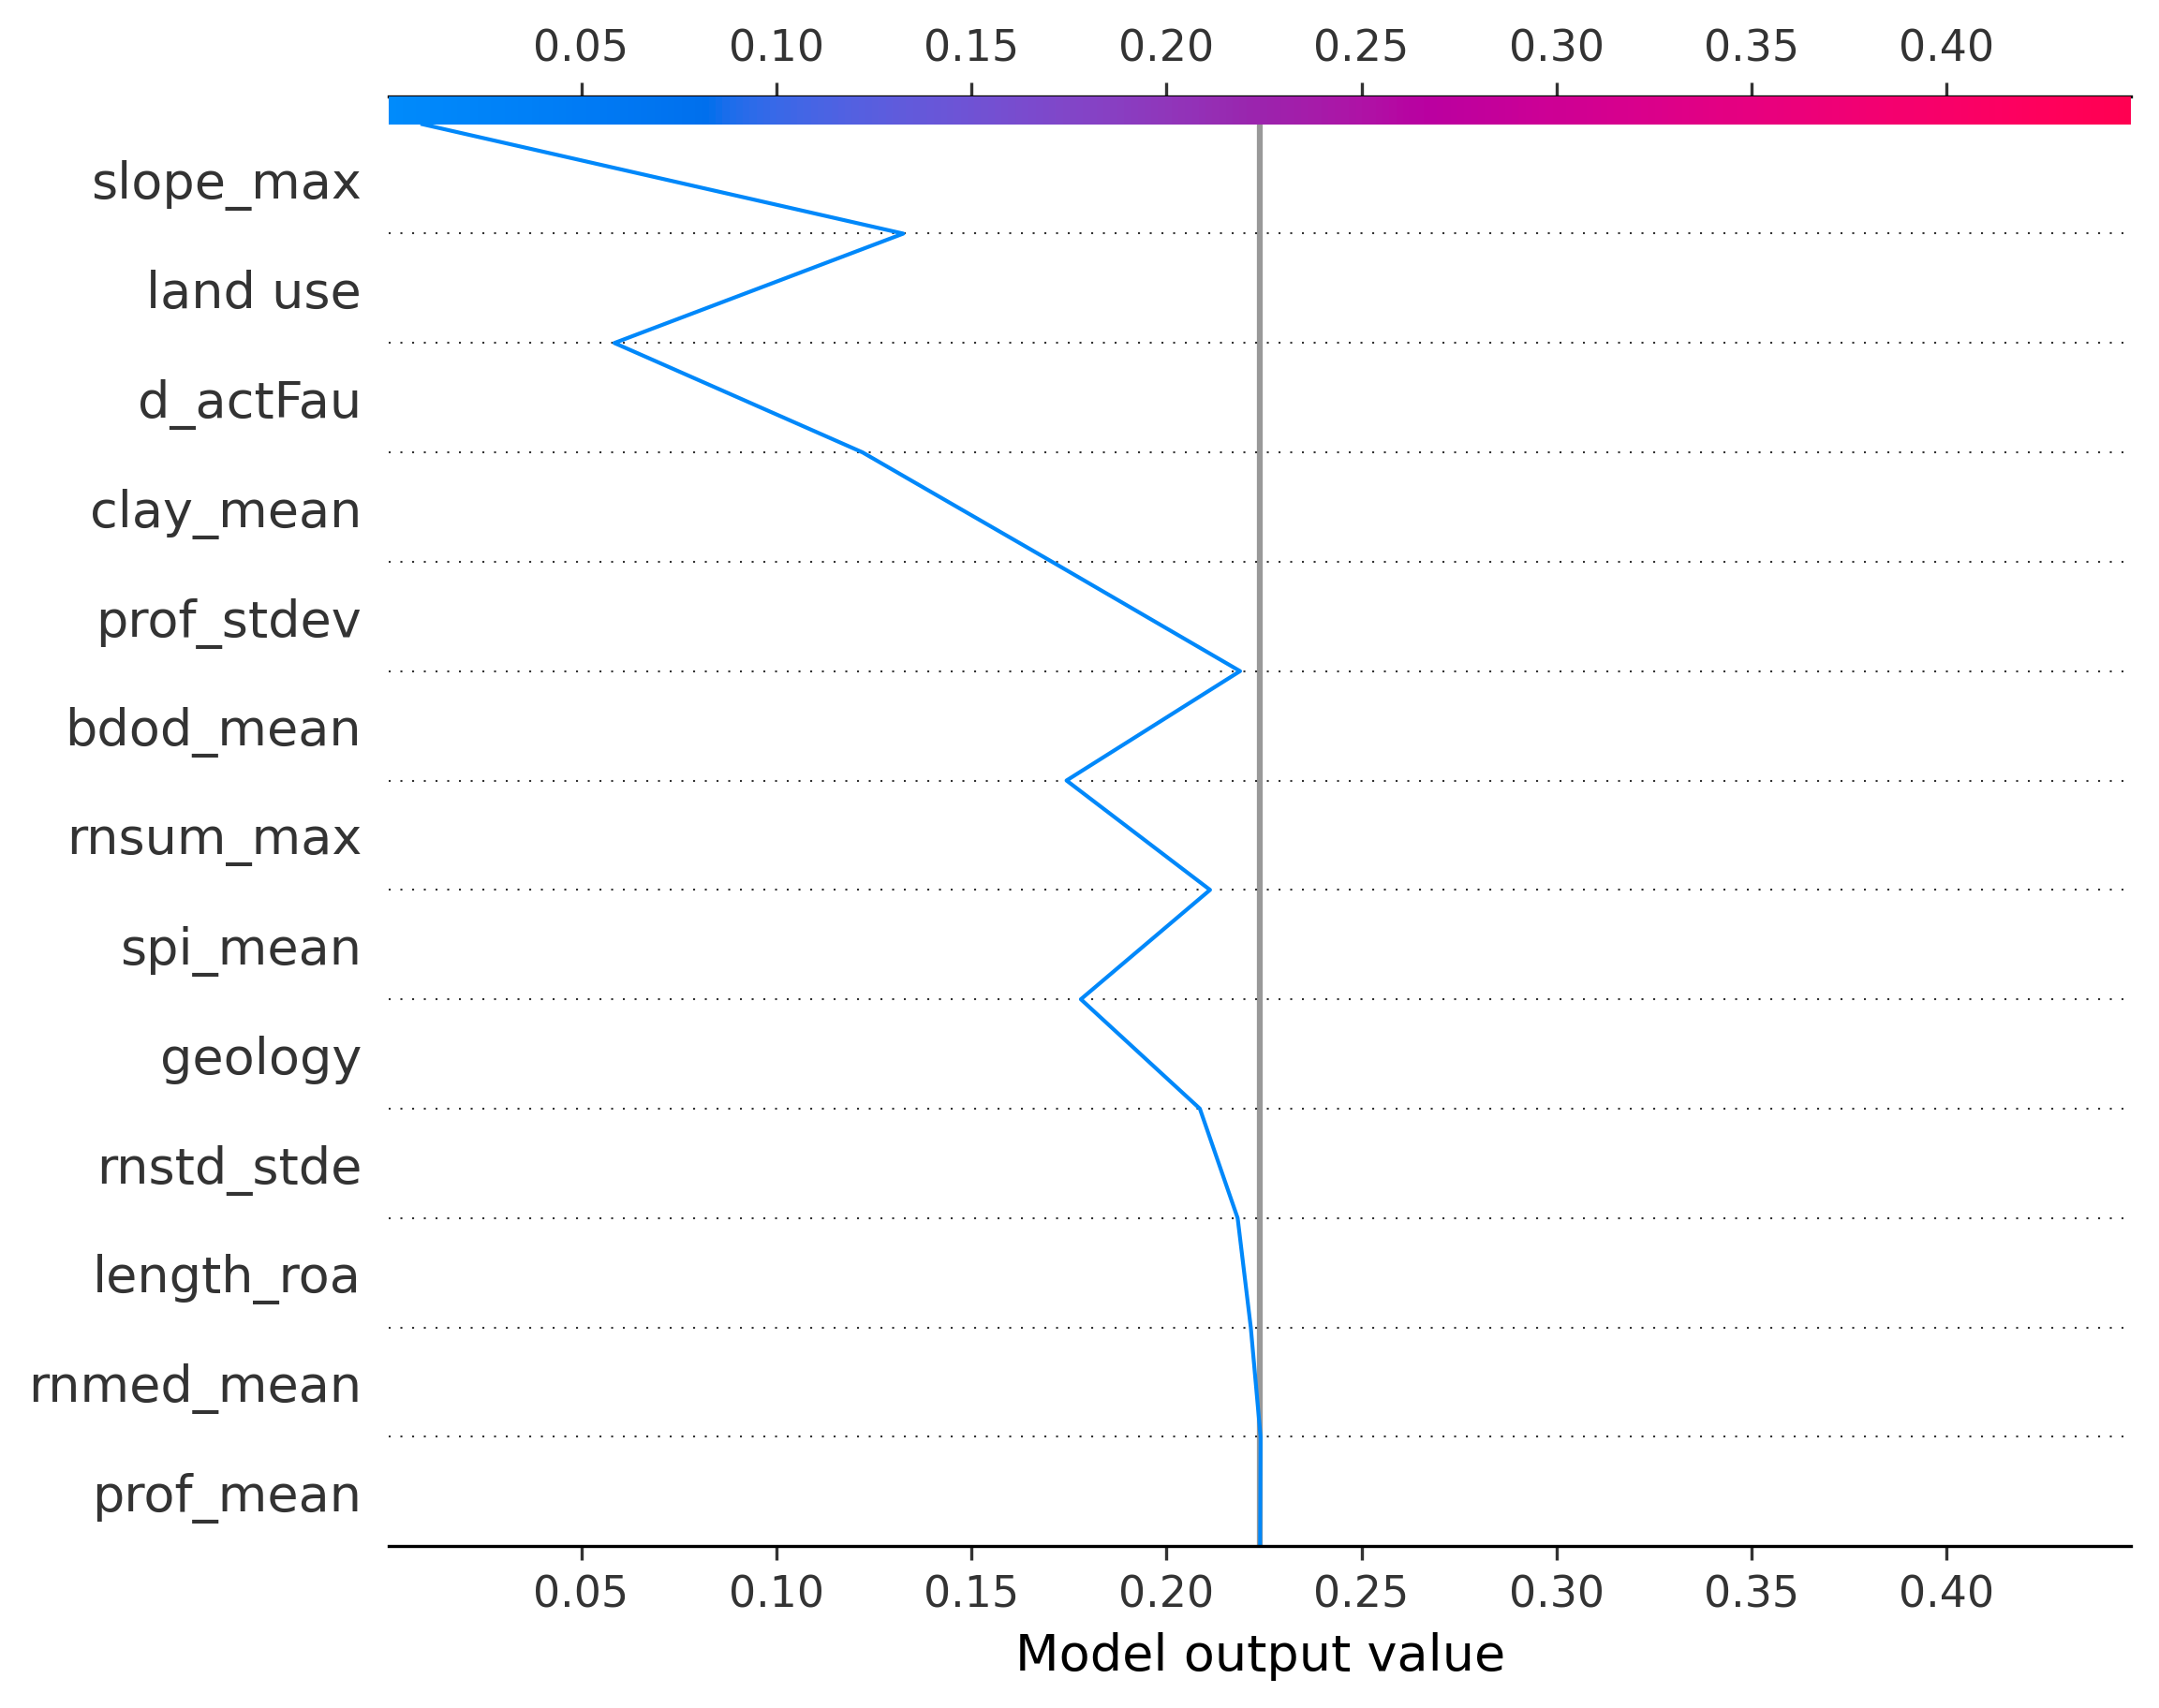 0.05 0.10 0.15 0.20 0.25 0.30 0.35 0.40
slope_max
land use
d_actFau
clay_mean
prof_stdev
bdod_mean
rnsum_max
spi_mean
geology
rnstd_stde
length_roa
rnmed_mean
prof_mean
0.05 0.10 0.15 0.20 0.25 0.30 0.35 0.40
Model output value